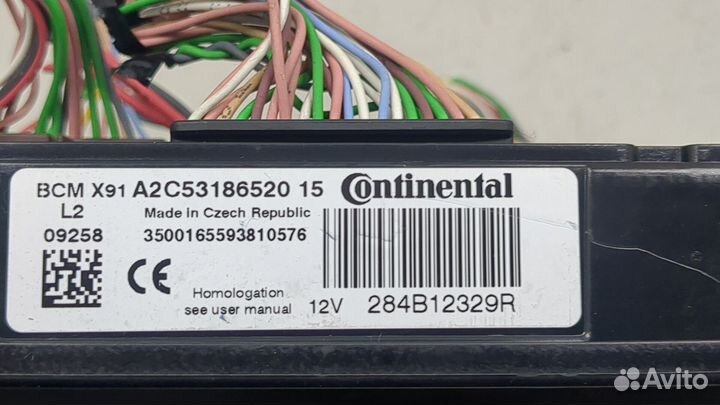 BCM X91 A2C53186520 15 Continental
L2 Made in Czech Republic
09258 3500165593810576
CE
Homologation
see user manual 12V 284B12329R
Avito